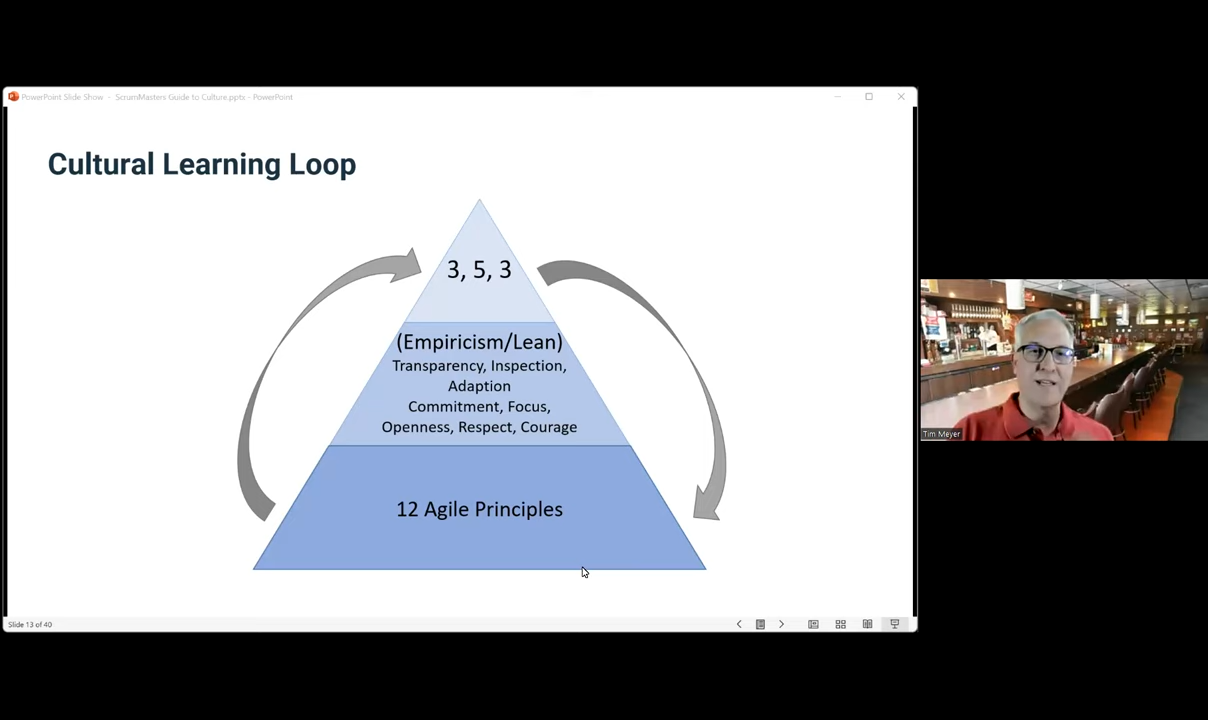 PowerPoint Slide Show - ScrumMasters Guide to Culture.ppts - PowerPoint
Cultural Learning Loop
3, 5, 3
(Empiricism/Lean)
Transparency, Inspection,
Adaption
Commitment, Focus,
Openness, Respect, Courage
12 Agile Principles
Tim Meyer
Slide 13 of 40